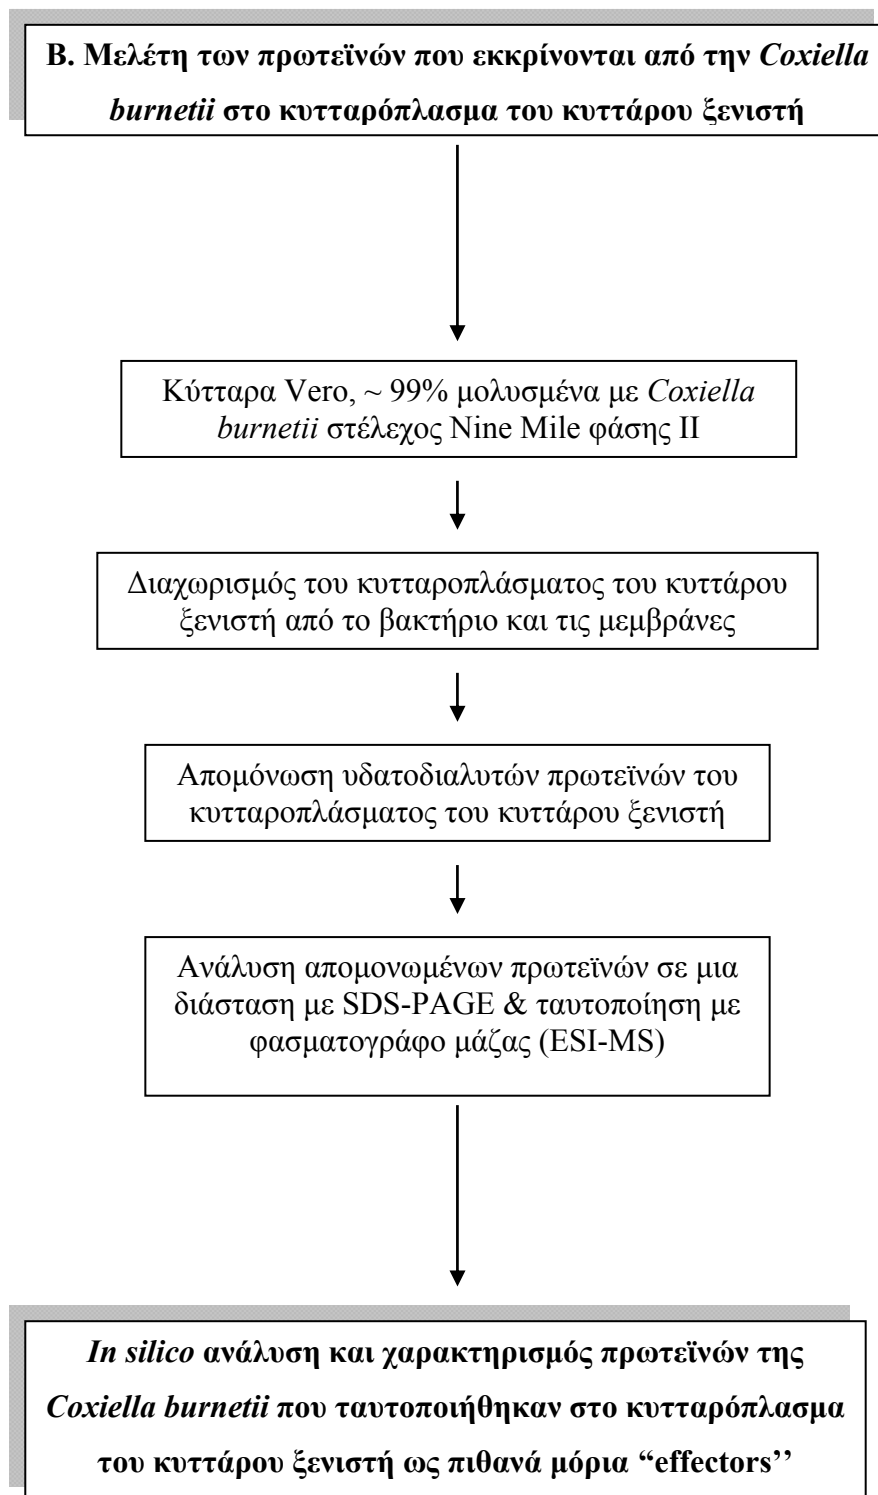 Β. Μελέτη των πρωτεϊνών που εκκρίνονται από την Coxiella
burnetii στο κυτταρόπλασμα του κυττάρου ξενιστή
Κύτταρα Vero, ~ 99% μολυσμένα με Coxiella
burnetii στέλεχος Nine Mile φάσης II
Διαχωρισμός του κυτταροπλάσματος του κυττάρου
ξενιστή από το βακτήριο και τις μεμβράνες
Απομόνωση υδατοδιαλυτών πρωτεϊνών του
κυτταροπλάσματος του κυττάρου ξενιστή
Ανάλυση απομονωμένων πρωτεϊνών σε μια
διάσταση με SDS-PAGE & ταυτοποίηση με
φασματογράφο μάζας (ESI-MS)
In silico ανάλυση και χαρακτηρισμός πρωτεϊνών της
Coxiella burnetii που ταυτοποιήθηκαν στο κυτταρόπλασμα
του κυττάρου ξενιστή ως πιθανά μόρια “effectors’’